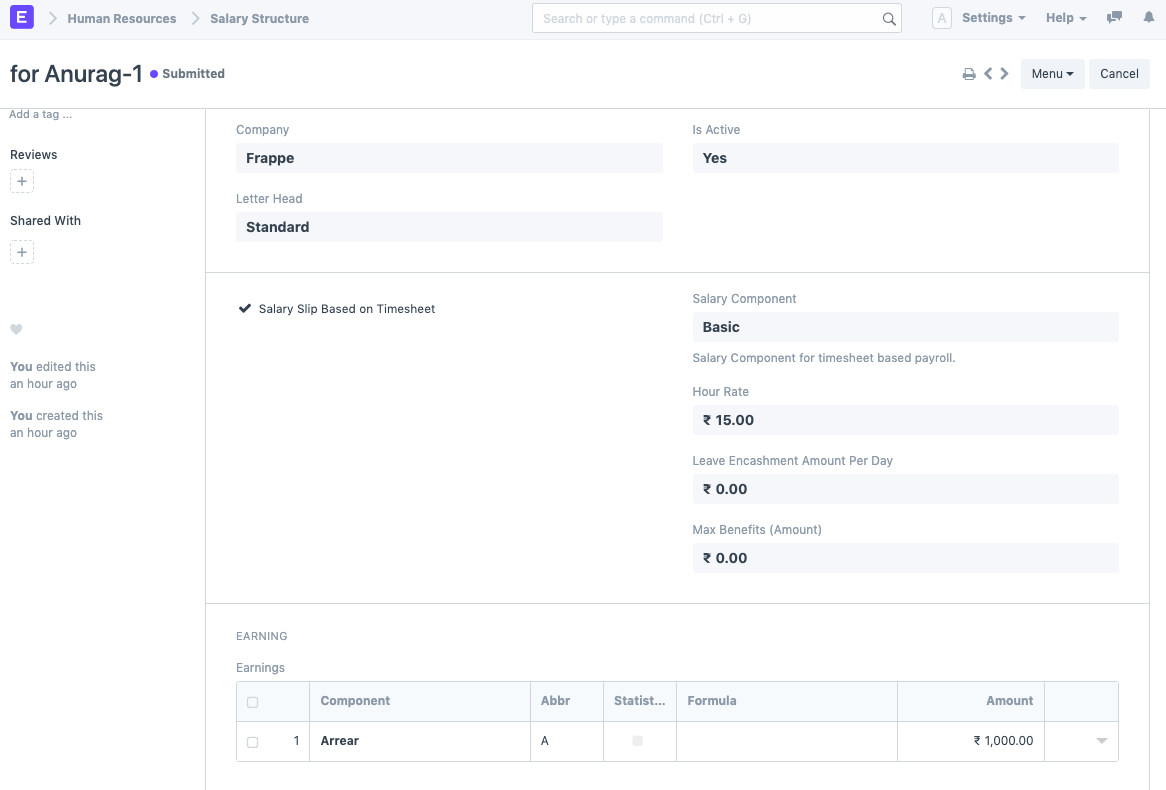 E Human Resources Salary Structure Search or type a command (Ctrl + G) A Settings Help
for Anurag-1 Submitted Menu Cancel
Add a tag ...
Reviews
+
Shared With
+
You edited this
an hour ago
You created this
an hour ago
Company
Frappe
Is Active
Yes
Letter Head
Standard
Salary Slip Based on Timesheet
Salary Component
Basic
Salary Component for timesheet based payroll.
Hour Rate
₹ 15.00
Leave Encashment Amount Per Day
₹ 0.00
Max Benefits (Amount)
₹ 0.00
EARNING
Earnings
Component Abbr Statist... Formula Amount
1 Arrear A ₹ 1,000.00